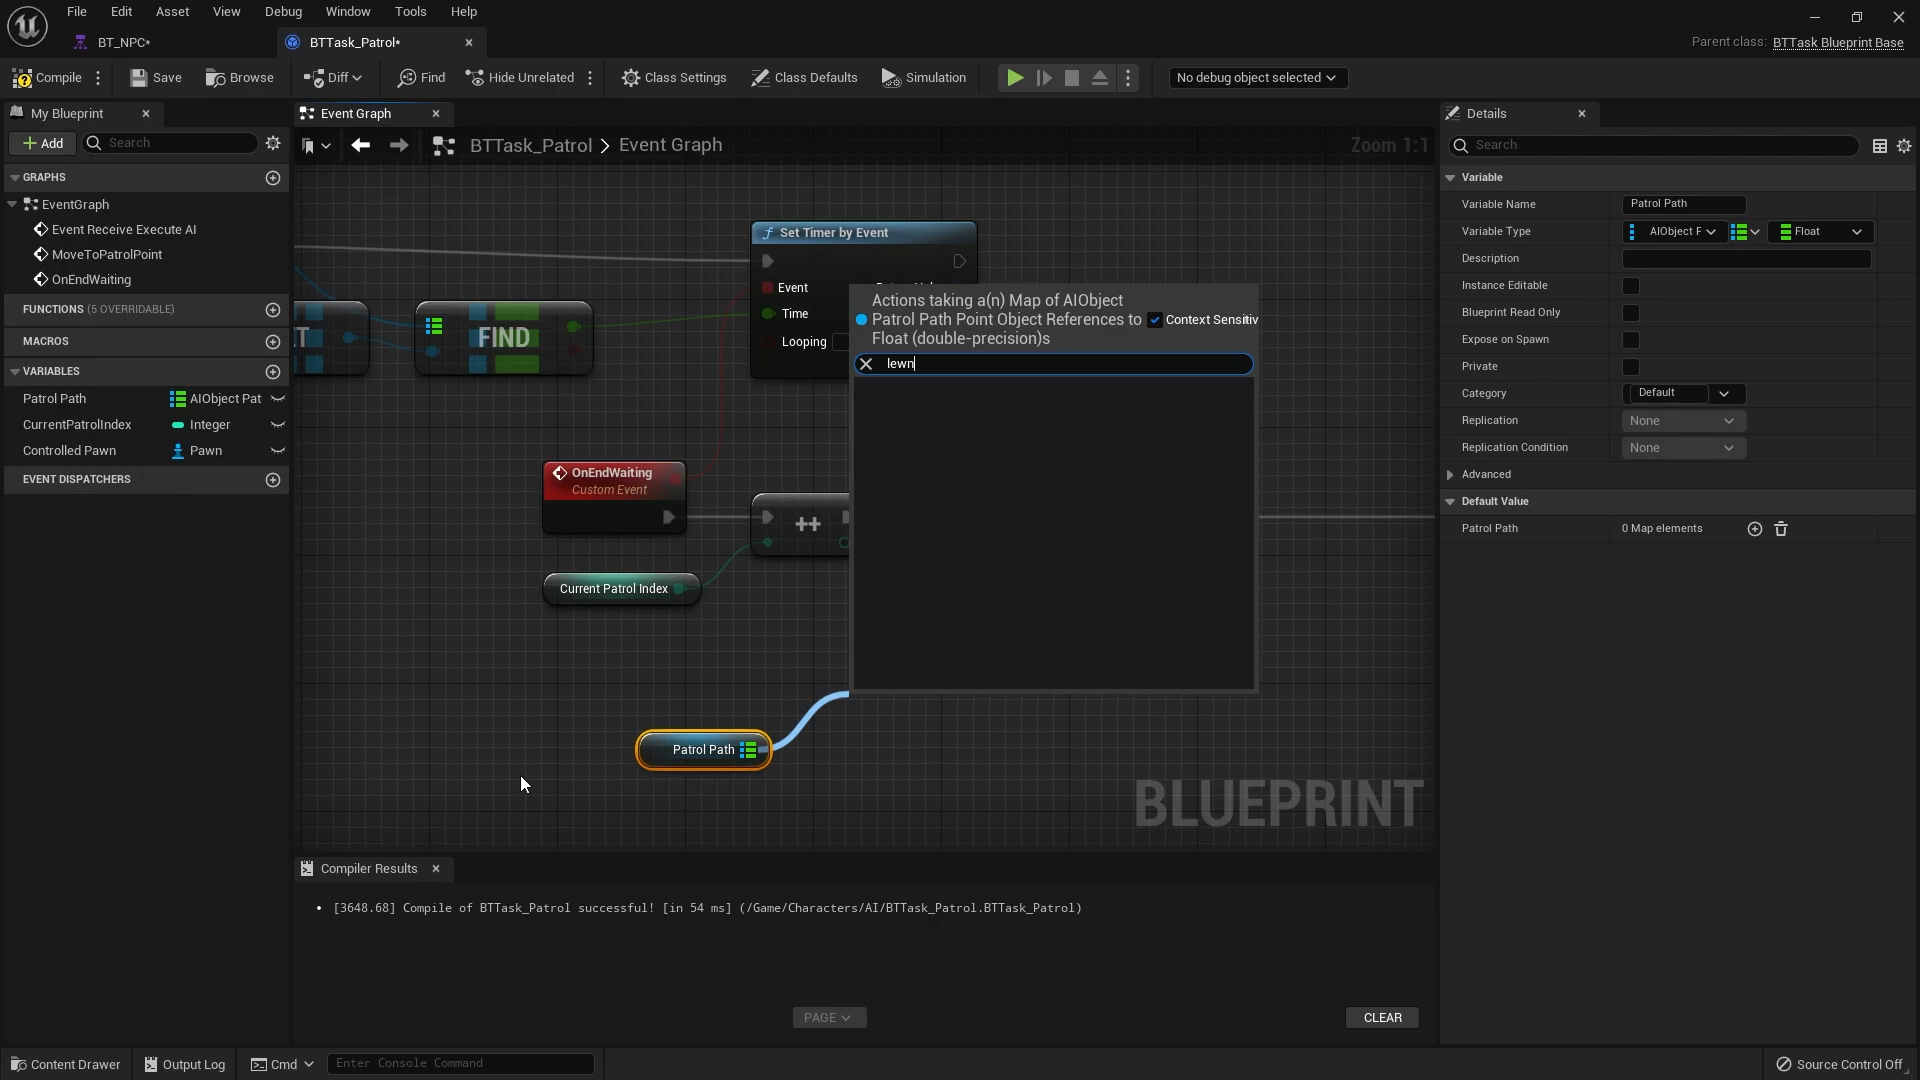 File Edit Asset View Debug Window Tools Help
BT_NPC*
BTTask_Patrol*
Parent class: BTTask Blueprint Base
Compile
Save
Browse
Diff
Find
Hide Unrelated
Class Settings
Class Defaults
Simulation
No debug object selected
My Blueprint
Add
Search
GRAPHS
EventGraph
Event Receive Execute AI
MoveToPatrolPoint
OnEndWaiting
FUNCTIONS (5 OVERRIDABLE)
MACROS
VARIABLES
Patrol Path AIObject Pat
CurrentPatrolIndex Integer
Controlled Pawn Pawn
EVENT DISPATCHERS
Event Graph
BTTask_Patrol > Event Graph
Zoom 1:1
Set Timer by Event
Event
Time
Looping
FIND
OnEndWaiting
Custom Event
++
Current Patrol Index
Patrol Path
Actions taking a(n) Map of AIObject
Patrol Path Point Object References to
Float (double-precision)s
Context Sensitiv
lewn
BLUEPRINT
Compiler Results
• [3648.68] Compile of BTTask_Patrol successful! [in 54 ms] (/Game/Characters/AI/BTTask_Patrol.BTTask_Patrol)
PAGE
CLEAR
Details
Search
Variable
Variable Name Patrol Path
Variable Type AIObject F Float
Description
Instance Editable
Blueprint Read Only
Expose on Spawn
Private
Category Default
Replication None
Replication Condition None
Advanced
Default Value
Patrol Path 0 Map elements
Content Drawer
Output Log
Cmd
Enter Console Command
Source Control Off